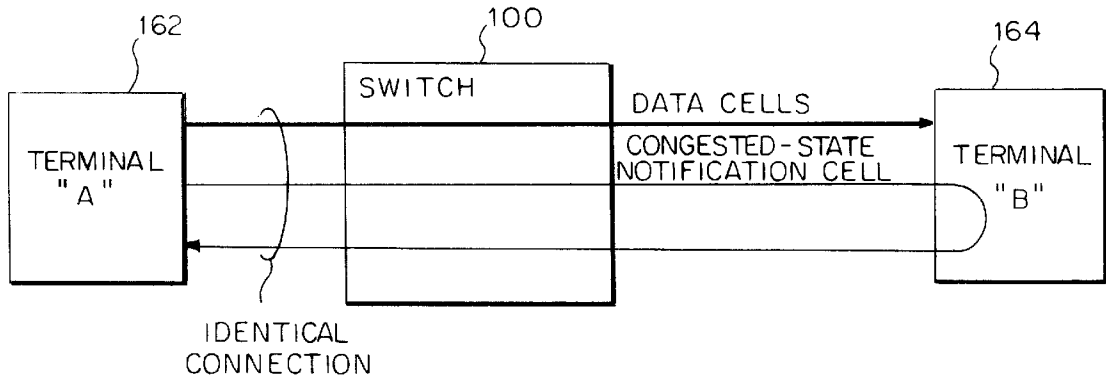 162
100
164
SWITCH
DATA CELLS
CONGESTED-STATE
NOTIFICATION CELL
TERMINAL
"A"
TERMINAL
"B"
IDENTICAL
CONNECTION